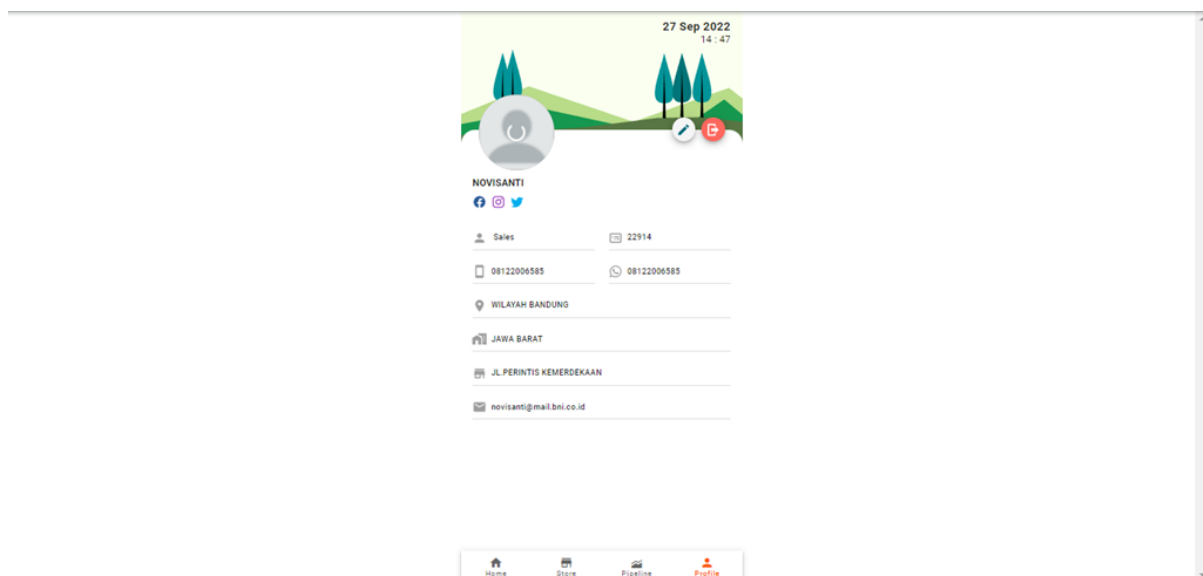 27 Sep 2022
14 : 47
NOVISANTI
Sales
22914
08122006585
08122006585
WILAYAH BANDUNG
JAWA BARAT
JL.PERINTIS KEMERDEKAAN
novisanti@mail.bni.co.id
Home
Store
Pipeline
Profile